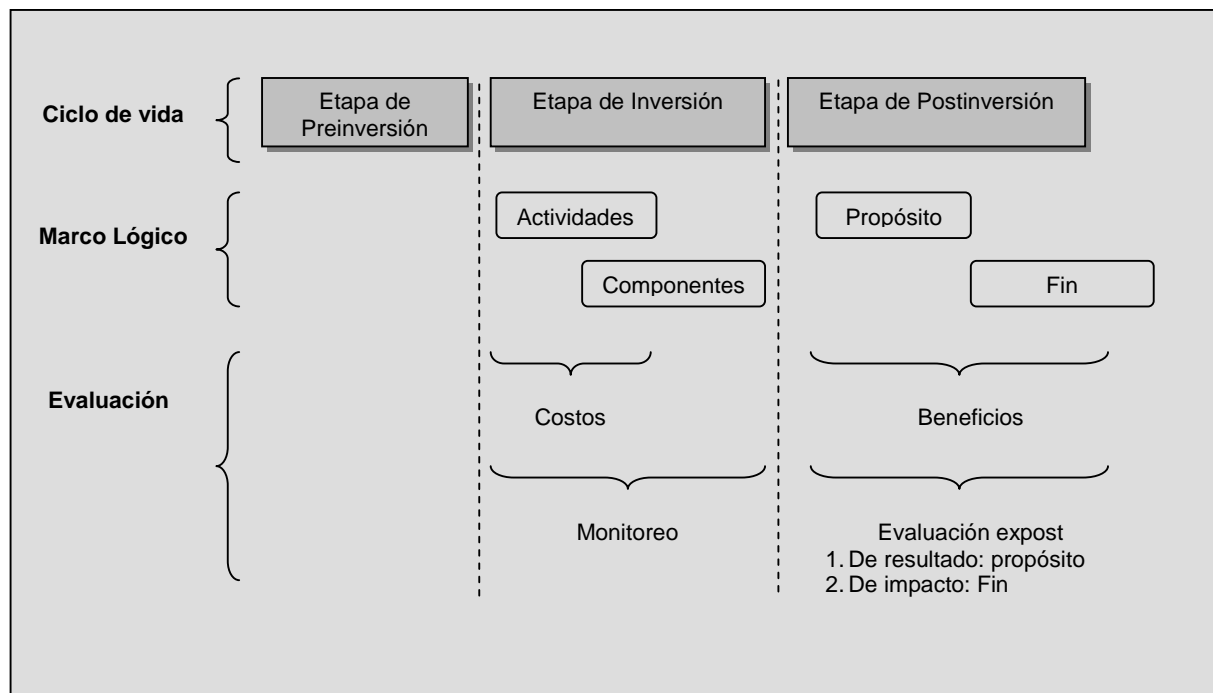 Ciclo de vida
Etapa de
Preinversión
Etapa de Inversión
Etapa de Postinversión
Marco Lógico
Actividades
Propósito
Componentes
Fin
Evaluación
Costos
Beneficios
Monitoreo
Evaluación expost
1. De resultado: propósito
2. De impacto: Fin